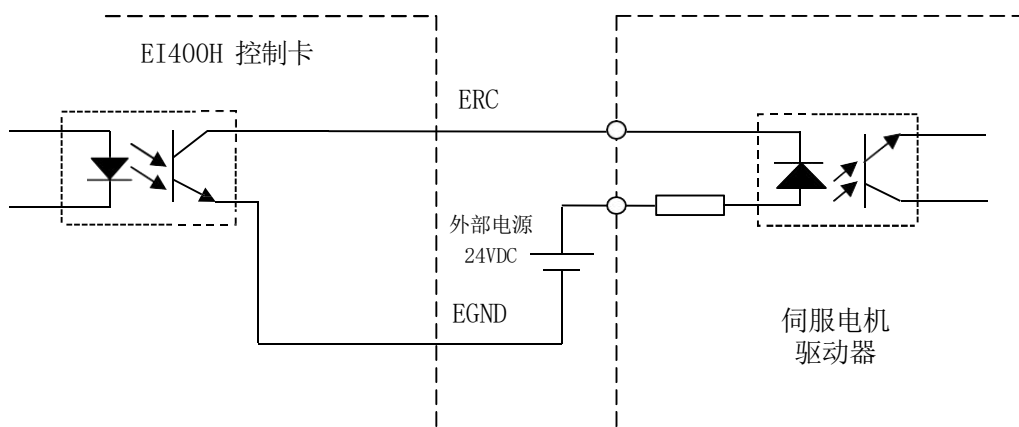 EI400H 控制卡
ERC
外部电源
24VDC
EGND
伺服电机
驱动器